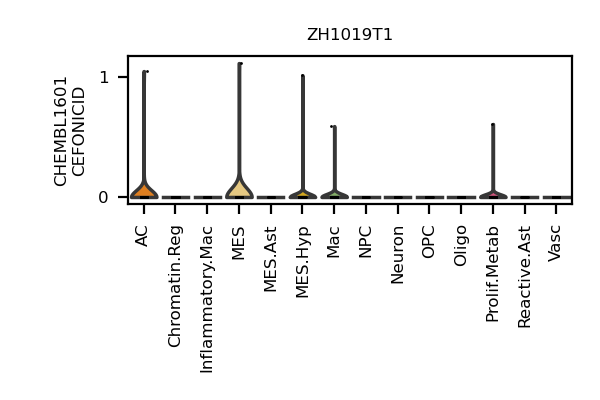 ZH1019T1
CHEMBL1601
CEFONICID
1
0
AC
Chromatin.Reg
Inflammatory.Mac
MES
MES.Ast
MES.Hyp
Mac
NPC
Neuron
OPC
Oligo
Prolif.Metab
Reactive.Ast
Vasc